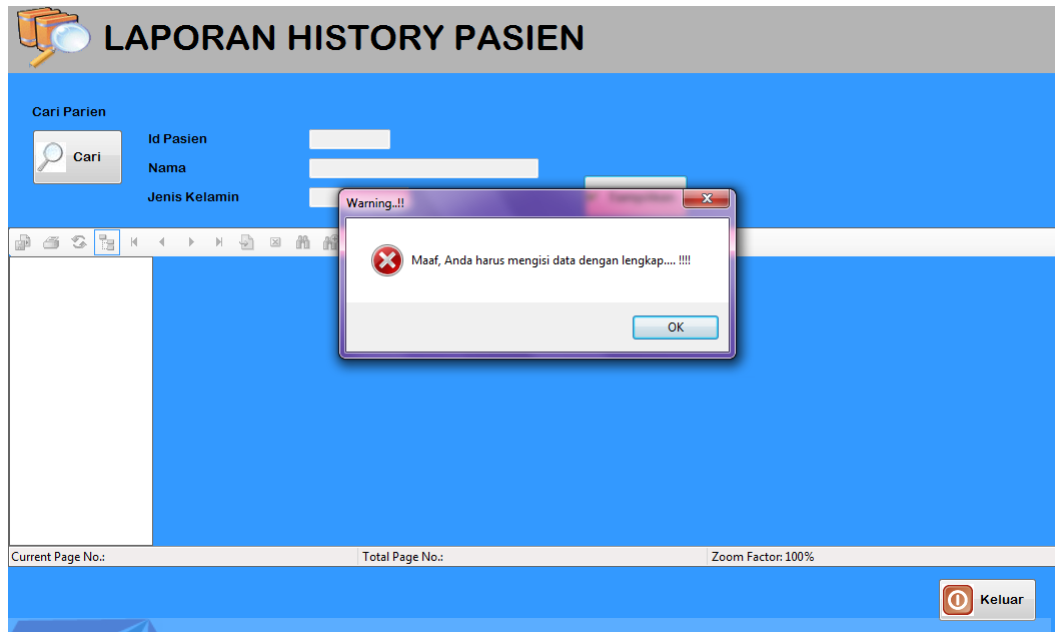 LAPORAN HISTORY PASIEN
Cari Parien
Cari
Id Pasien
Nama
Jenis Kelamin
Warning..!!
Maaf, Anda harus mengisi data dengan lengkap.... !!!!
OK
Current Page No.:
Total Page No.:
Zoom Factor: 100%
Keluar